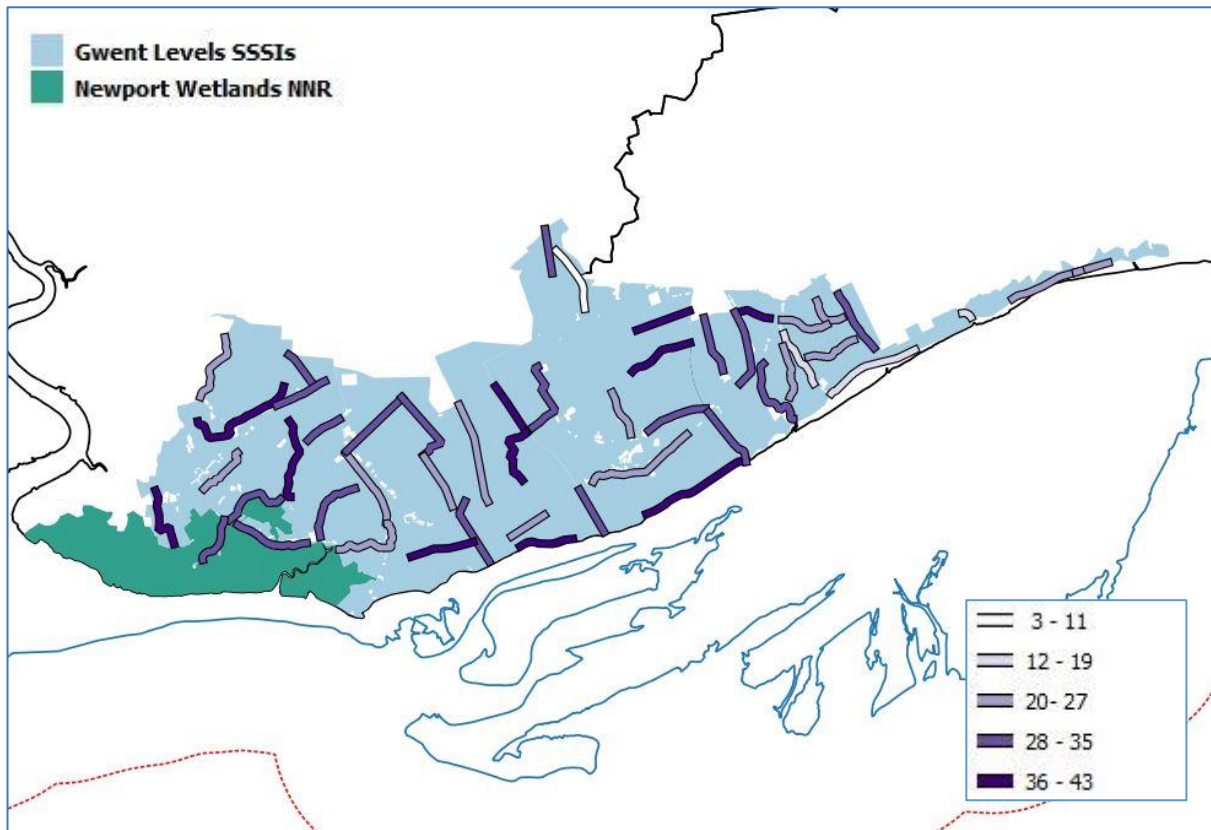 Gwent Levels SSSIs
Newport Wetlands NNR
3 - 11
12 - 19
20- 27
28 - 35
36 - 43